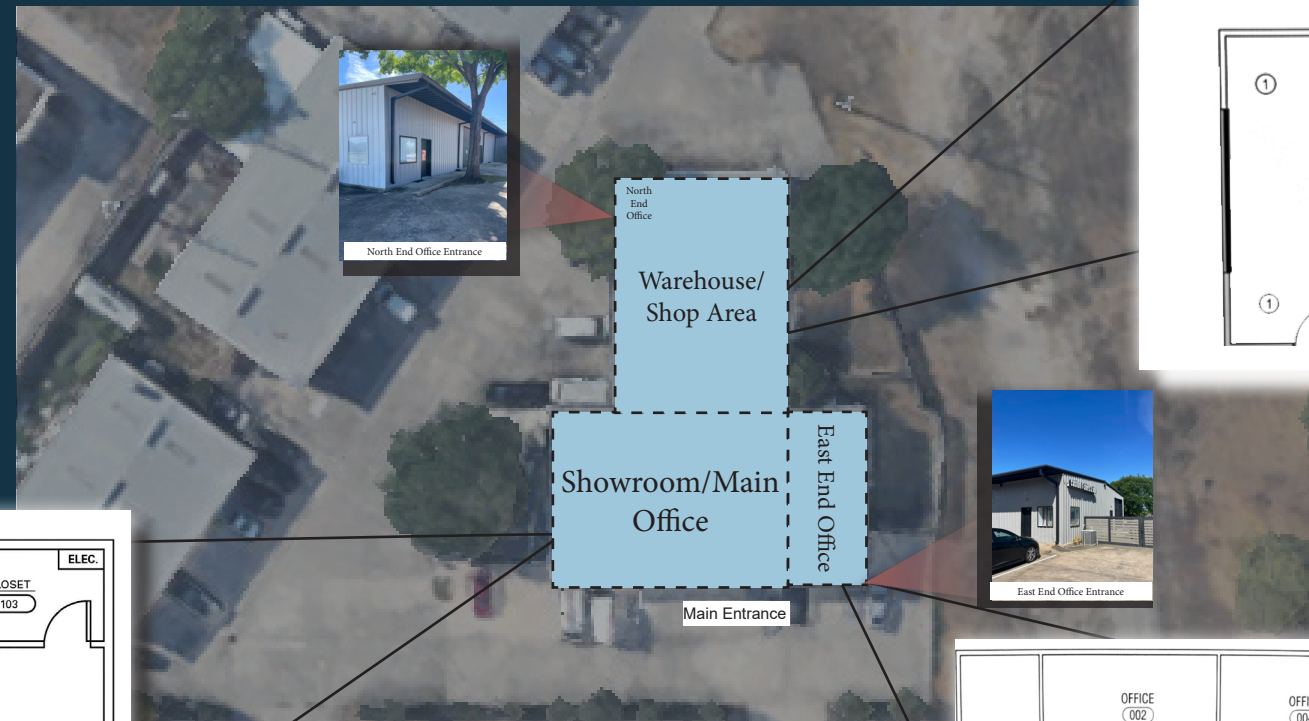 1
North
End
Office
North End Office Entrance
Warehouse/
Shop Area
1
East End Office
Showroom/Main
Office
ELEC.
103
East End Office Entrance
Main Entrance
OFFICE
002